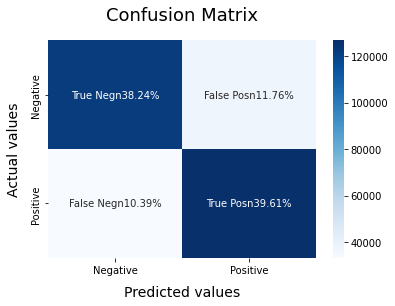 Confusion Matrix
True Negn38.24%
False Posn11.76%
False Negn10.39%
True Posn39.61%
Negative
Positive
Actual values
Negative
Positive
Predicted values
120000
100000
80000
60000
40000